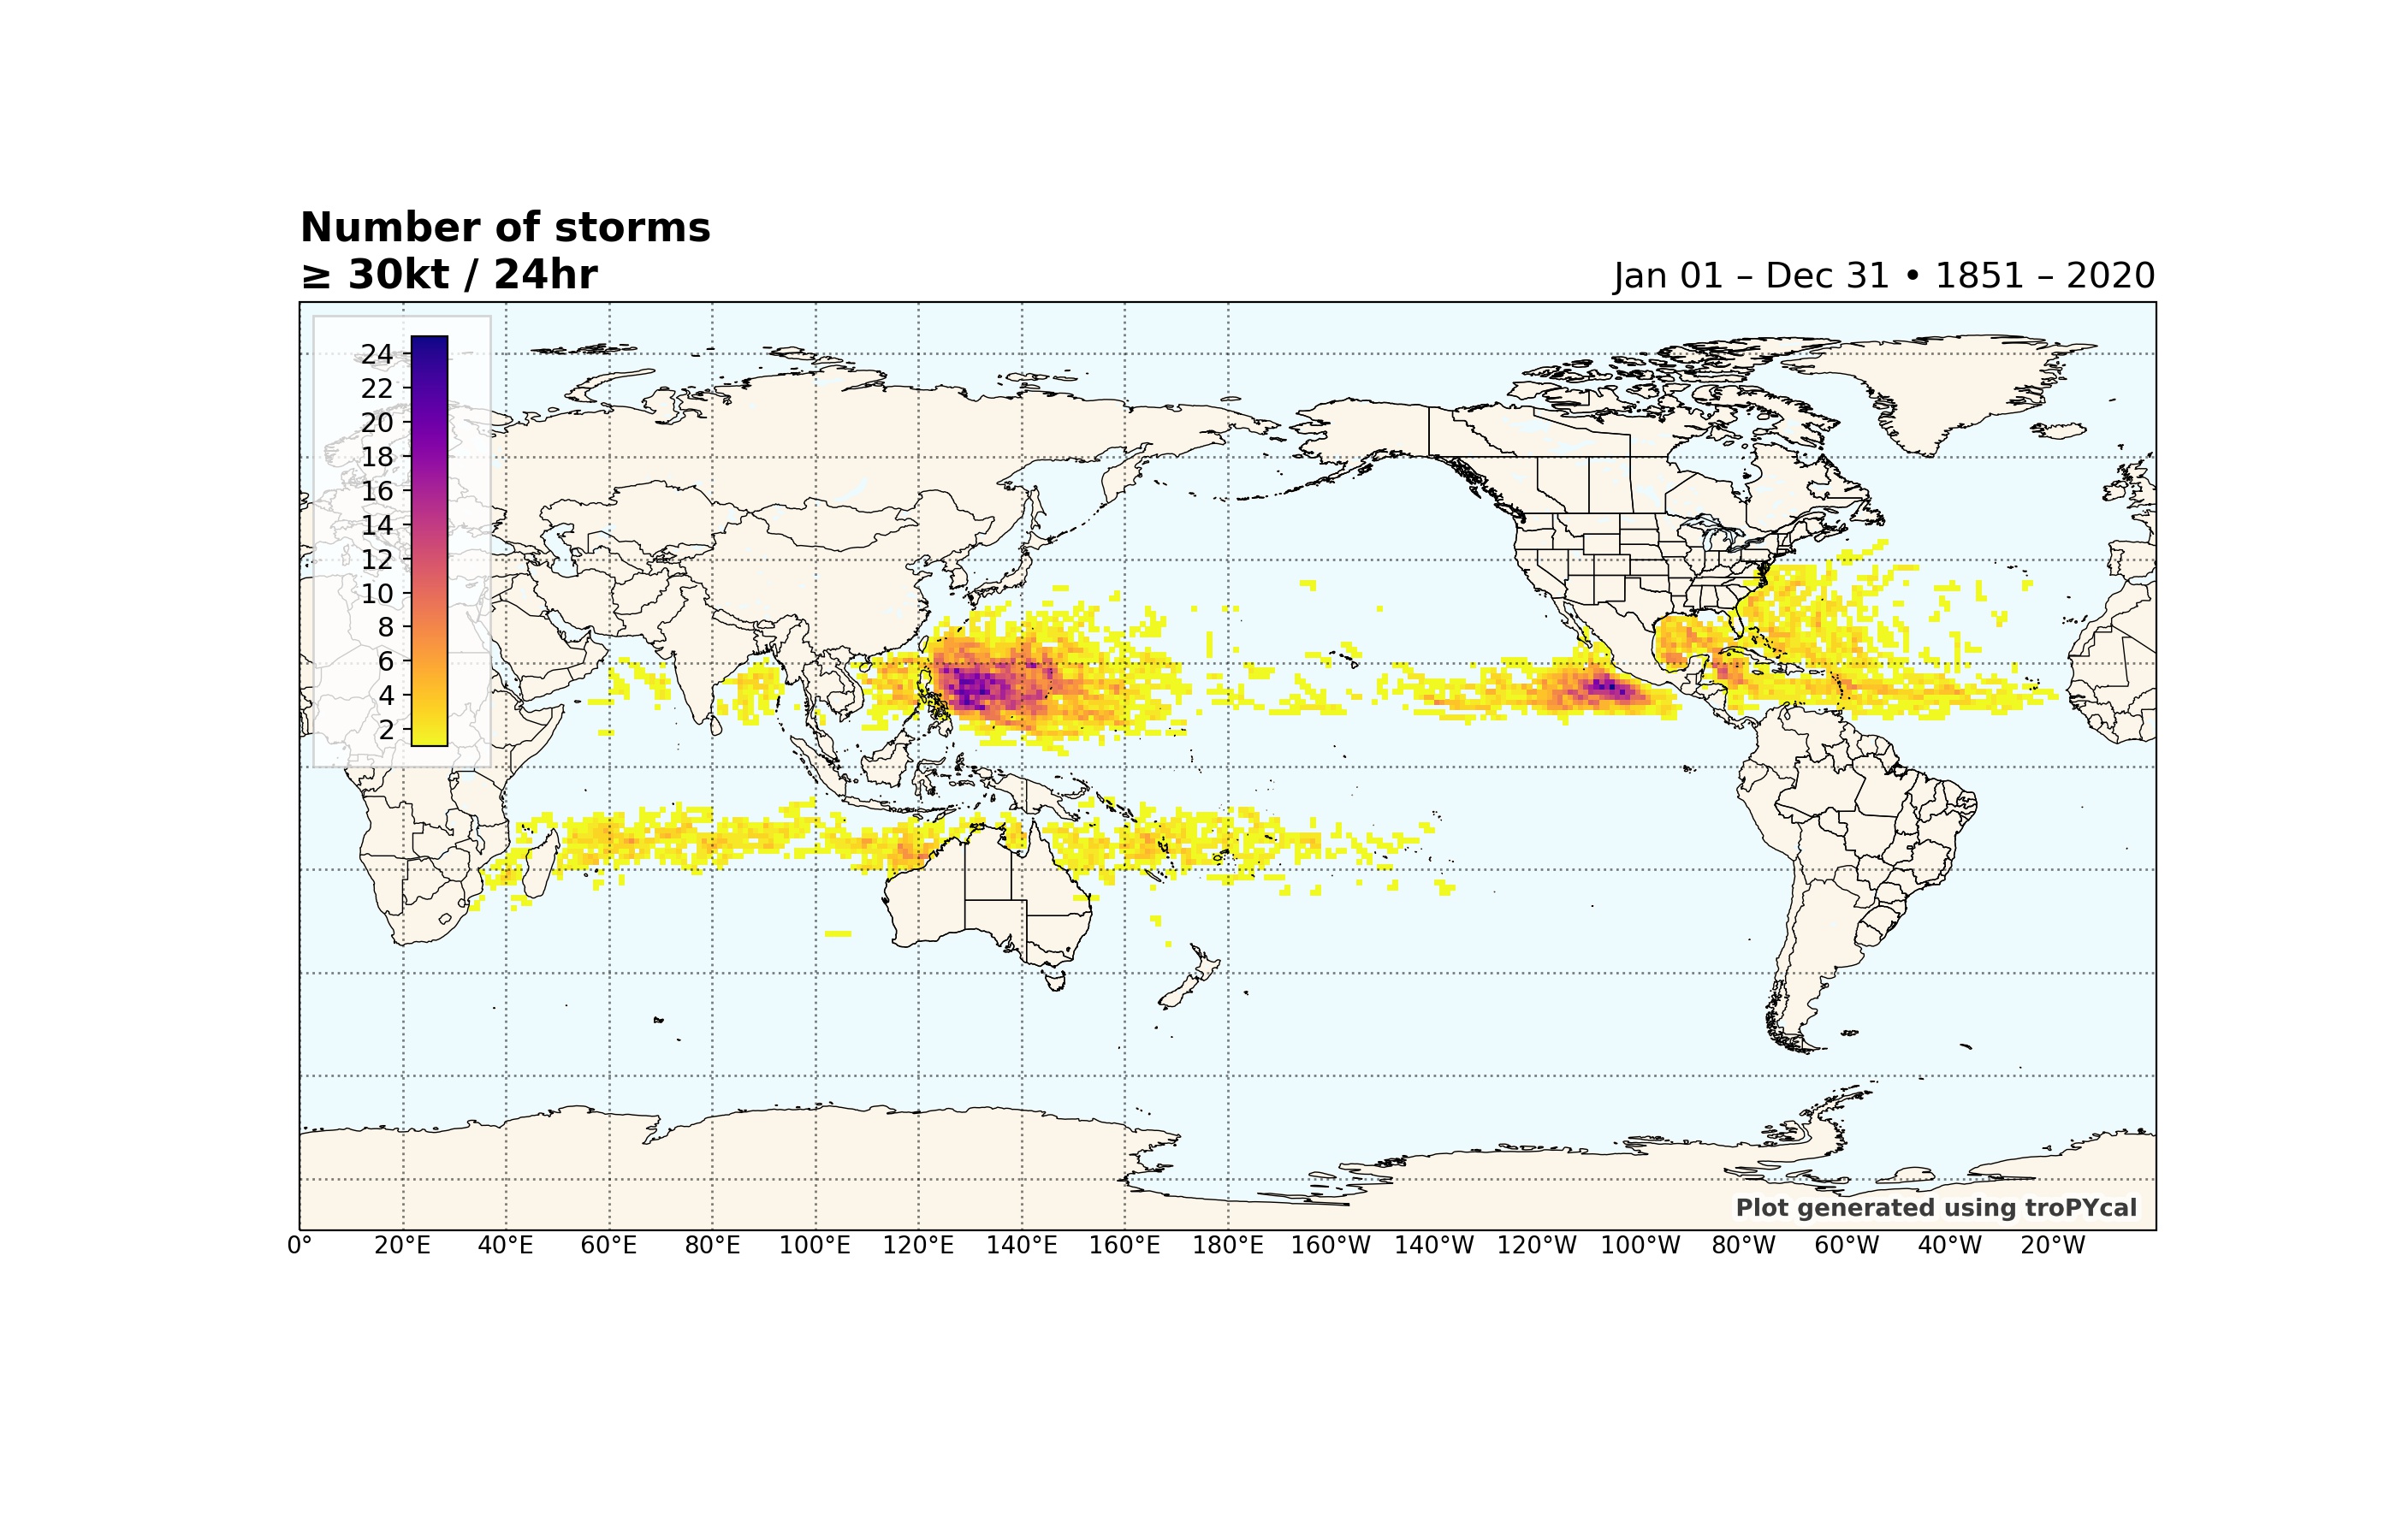 Number of storms
≥ 30kt / 24hr
Jan 01 – Dec 31 • 1851 – 2020
24
22
20
18
16
14
12
10
8
6
4
2
Plot generated using troPYcal
0° 20°E 40°E 60°E 80°E 100°E 120°E 140°E 160°E 180°E 160°W 140°W 120°W 100°W 80°W 60°W 40°W 20°W